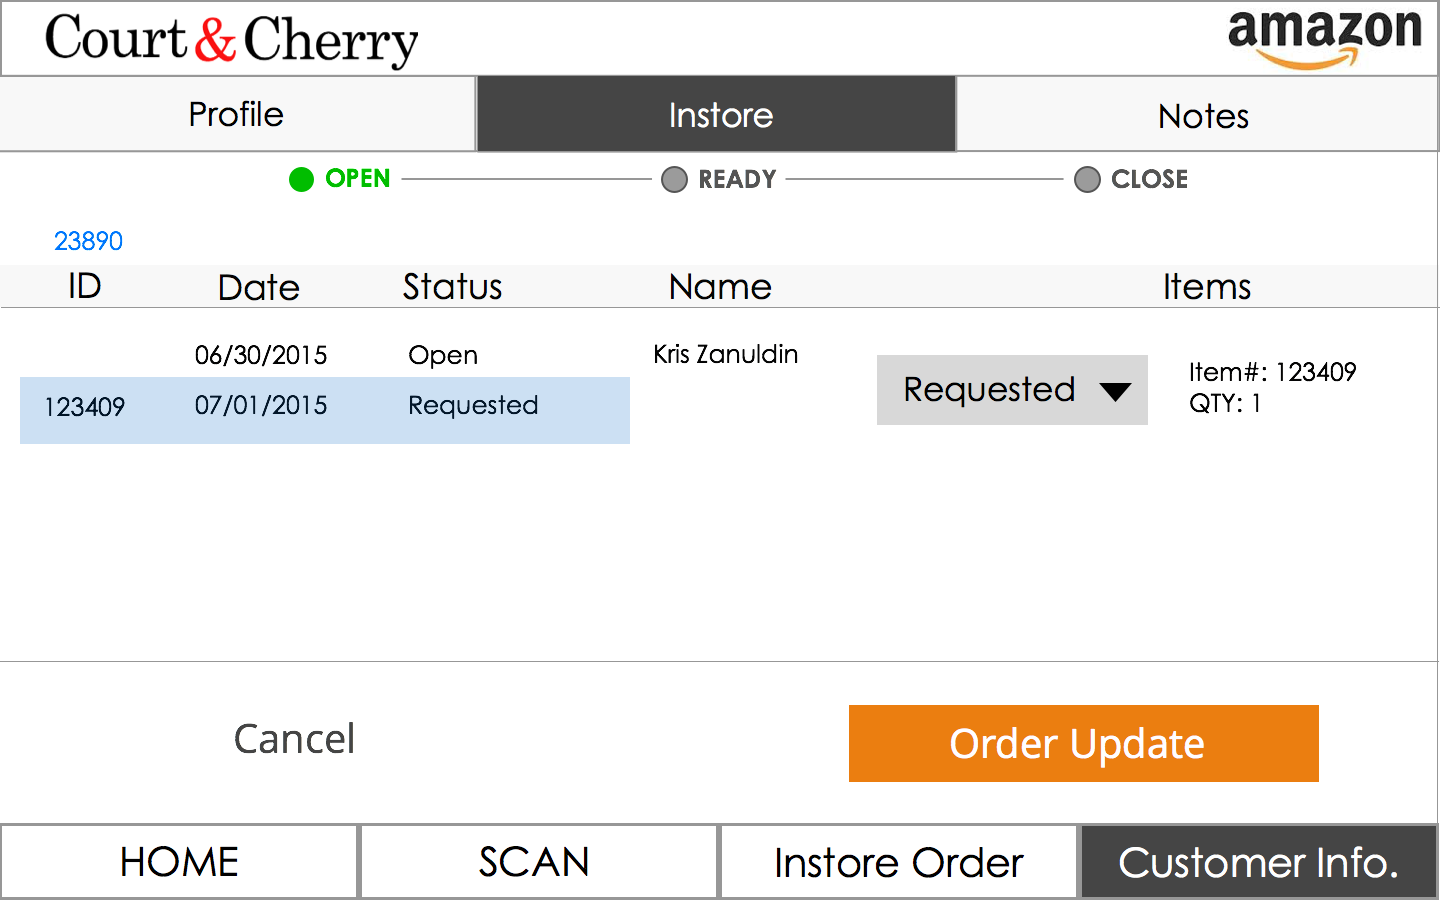 Court&Cherry
amazon
Profile
Instore
Notes
OPEN
READY
CLOSE
23890
ID
Date
Status
Name
Items
06/30/2015
Open
Kris Zanuldin
123409
07/01/2015
Requested
Requested
Item#: 123409
QTY: 1
Cancel
Order Update
HOME
SCAN
Instore Order
Customer Info.